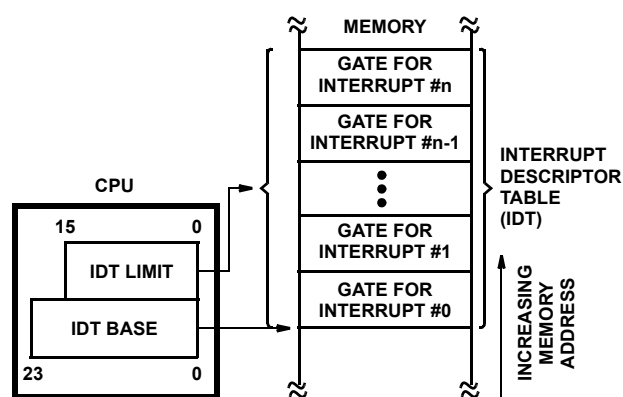 MEMORY
GATE FOR
INTERRUPT #n
GATE FOR
INTERRUPT #n-1
GATE FOR
INTERRUPT #1
GATE FOR
INTERRUPT #0
INTERRUPT
DESCRIPTOR
TABLE
(IDT)
CPU
15 0
IDT LIMIT
IDT BASE
23 0
INCREASING
MEMORY
ADDRESS